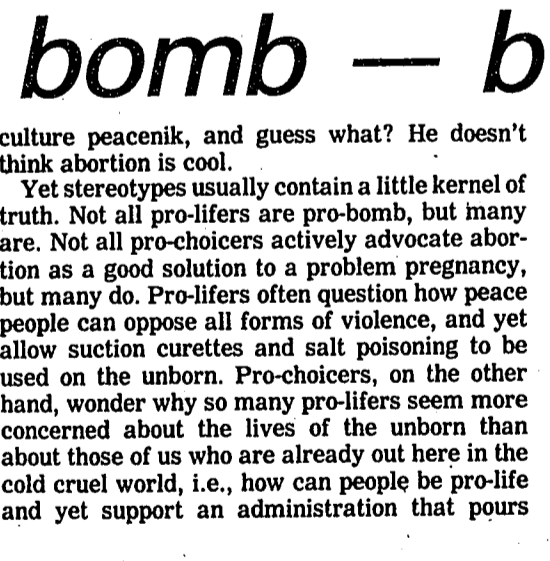 bomb — b
culture peacenik, and guess what? He doesn't
think abortion is cool.
Yet stereotypes usually contain a little kernel of
truth. Not all pro-lifers are pro-bomb, but many
are. Not all pro-choicers actively advocate abor-
tion as a good solution to a problem pregnancy,
but many do. Pro-lifers often question how peace
people can oppose all forms of violence, and yet
allow suction curettes and salt poisoning to be
used on the unborn. Pro-choicers, on the other
hand, wonder why so many pro-lifers seem more
concerned about the lives of the unborn than
about those of us who are already out here in the
cold cruel world, i.e., how can people be pro-life
and yet support an administration that pours